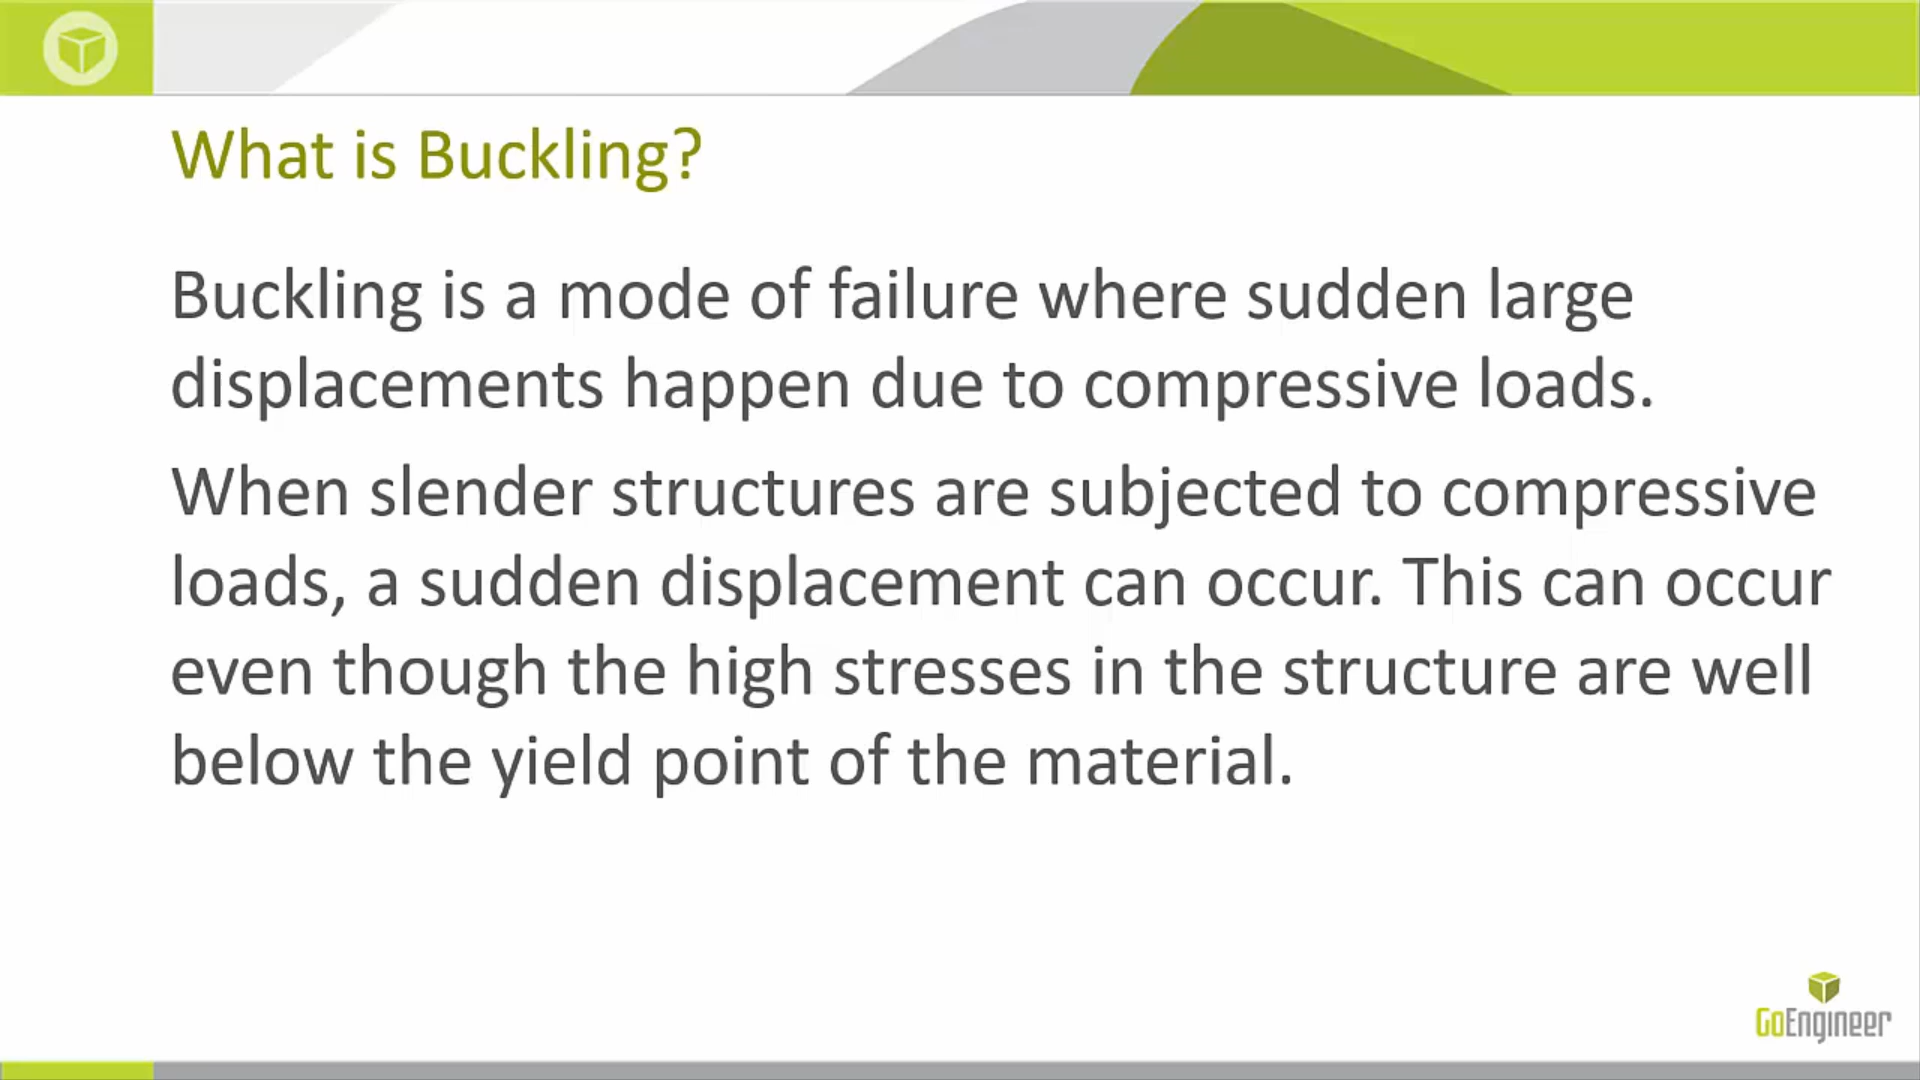 What is Buckling?
Buckling is a mode of failure where sudden large
displacements happen due to compressive loads.
When slender structures are subjected to compressive
loads, a sudden displacement can occur. This can occur
even though the high stresses in the structure are well
below the yield point of the material.
GoEngineer